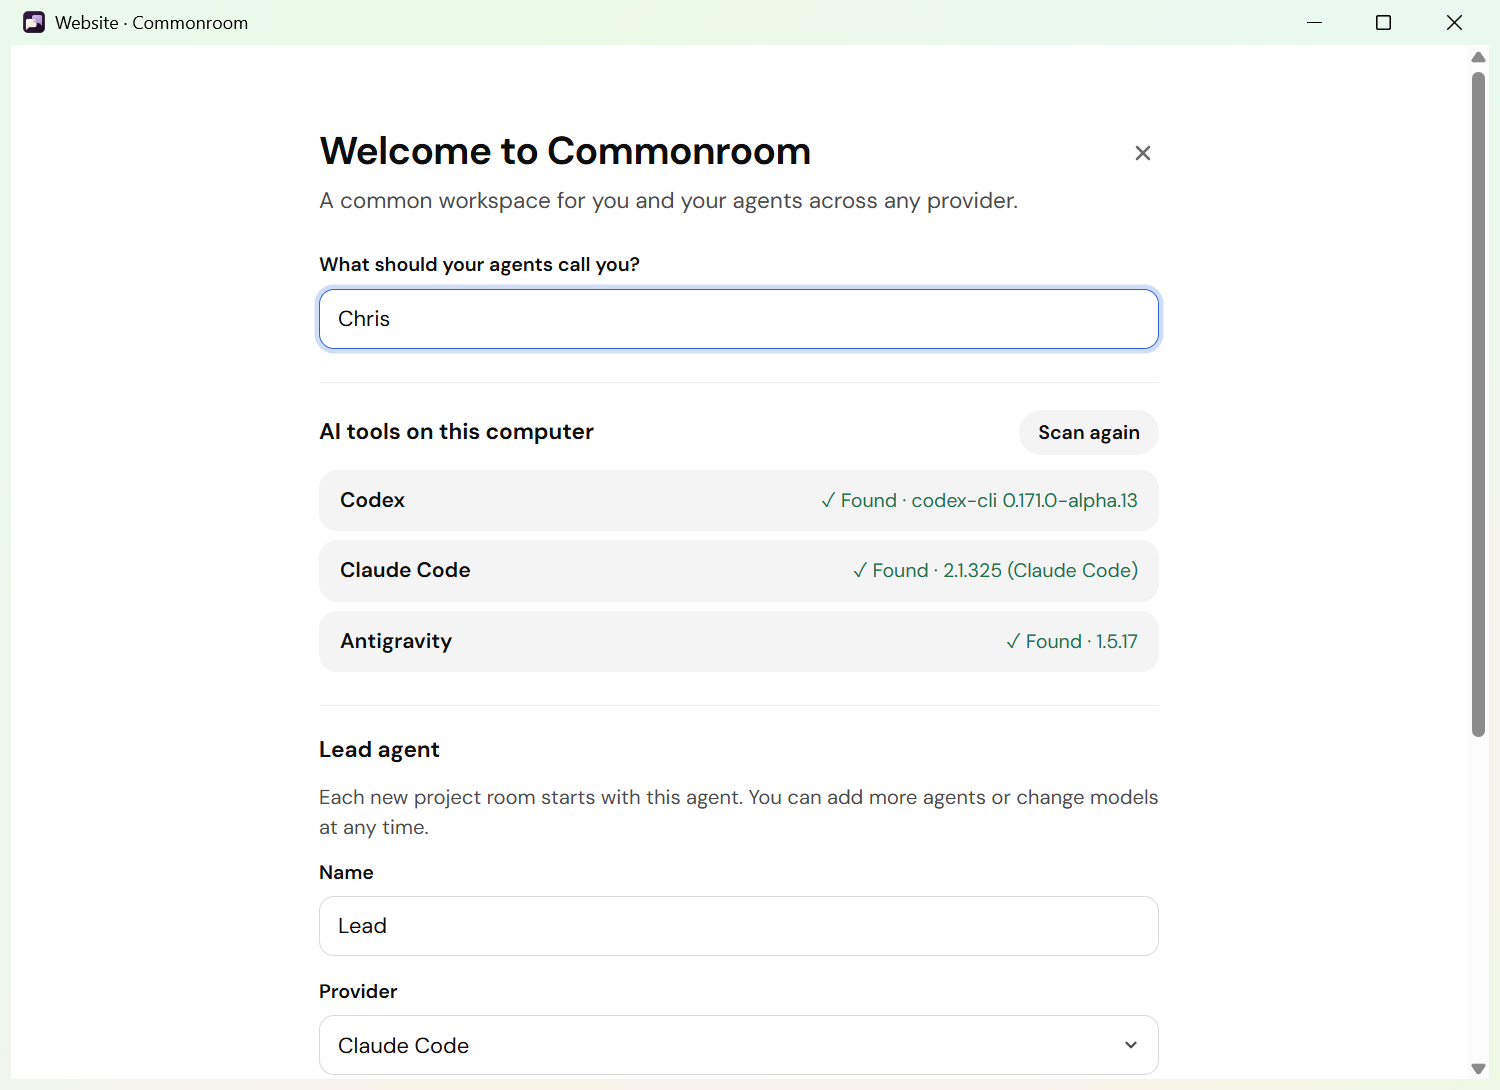 Website · Commonroom
Welcome to Commonroom
A common workspace for you and your agents across any provider.
What should your agents call you?
Chris
AI tools on this computer
Scan again
Codex
✓ Found · codex-cli 0.171.0-alpha.13
Claude Code
✓ Found · 2.1.325 (Claude Code)
Antigravity
✓ Found · 1.5.17
Lead agent
Each new project room starts with this agent. You can add more agents or change models
at any time.
Name
Lead
Provider
Claude Code